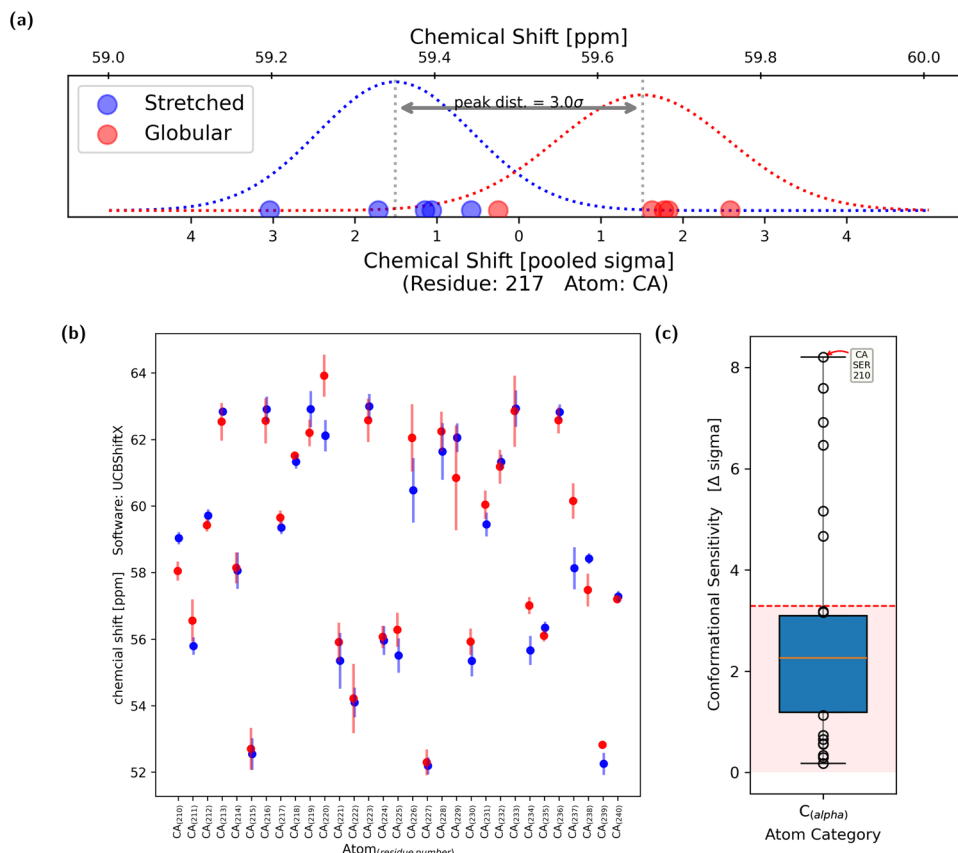 (a)
Chemical Shift [ppm]
59.0 59.2 59.4 59.6 59.8 60.0
Stretched
Globular
peak dist. = 3.0σ
4 3 2 1 0 1 2 3 4
Chemical Shift [pooled sigma]
(Residue: 217 Atom: CA)
(b)
chemcial shift [ppm] Software: UCBShiftX
64
62
60
58
56
54
52
CA(210) CA(211) CA(212) CA(213) CA(214) CA(215) CA(216) CA(217) CA(218) CA(219) CA(220) CA(221) CA(222) CA(223) CA(224) CA(225) CA(226) CA(227) CA(228) CA(229) CA(230) CA(231) CA(232) CA(233) CA(234) CA(235) CA(236) CA(237) CA(238) CA(239) CA(240)
Atom(residue number)
(c)
Conformational Sensitivity [Δ sigma]
8
6
4
2
0
CA
SER
210
C(alpha)
Atom Category